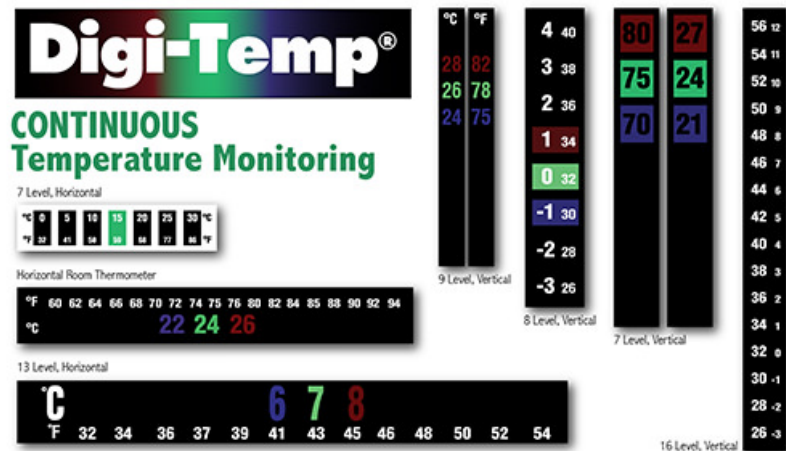 Digi-Temp®
CONTINUOUS
Temperature Monitoring
7 Level, Horizontal
°C 0 5 10 15 20 25 30 °C
°F 32 41 50 59 68 77 86 °F
Horizontal Room Thermometer
°F 60 62 64 66 68 70 72 74 75 76 80 82 84 85 88 90 92 94
°C 22 24 26
13 Level, Horizontal
°C 6 7 8
°F 32 34 36 37 39 41 43 45 46 48 50 52 54
°C °F
28 82
26 78
24 75
9 Level, Vertical
4 40
3 38
2 36
1 34
0 32
-1 30
-2 28
-3 26
8 Level, Vertical
80 27
75 24
70 21
7 Level, Vertical
56 12
54 11
52 10
50 9
48 8
46 7
44 6
42 5
40 4
38 3
36 2
34 1
32 0
30 -1
28 -2
26 -3
16 Level, Vertical